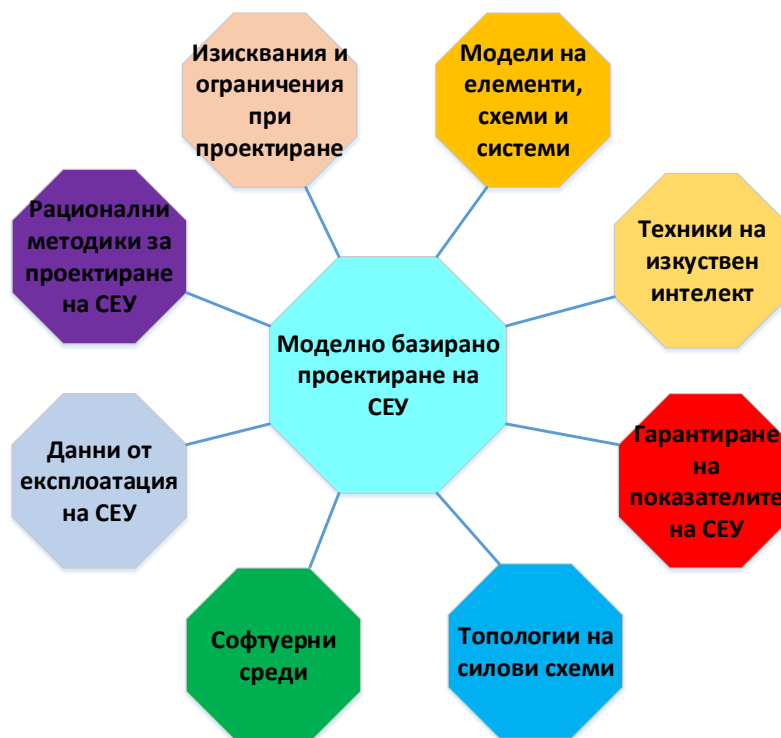 Изисквания и
ограничения
при
проектиране
Модели на
елементи,
схеми и
системи
Рационални
методики за
проектиране
на СЕУ
Техники на
изкуствен
интелект
Моделно базирано
проектиране на
СЕУ
Данни от
експлоатация
на СЕУ
Гарантиране
на
показателите
на СЕУ
Софтуерни
среди
Топологии на
силови схеми